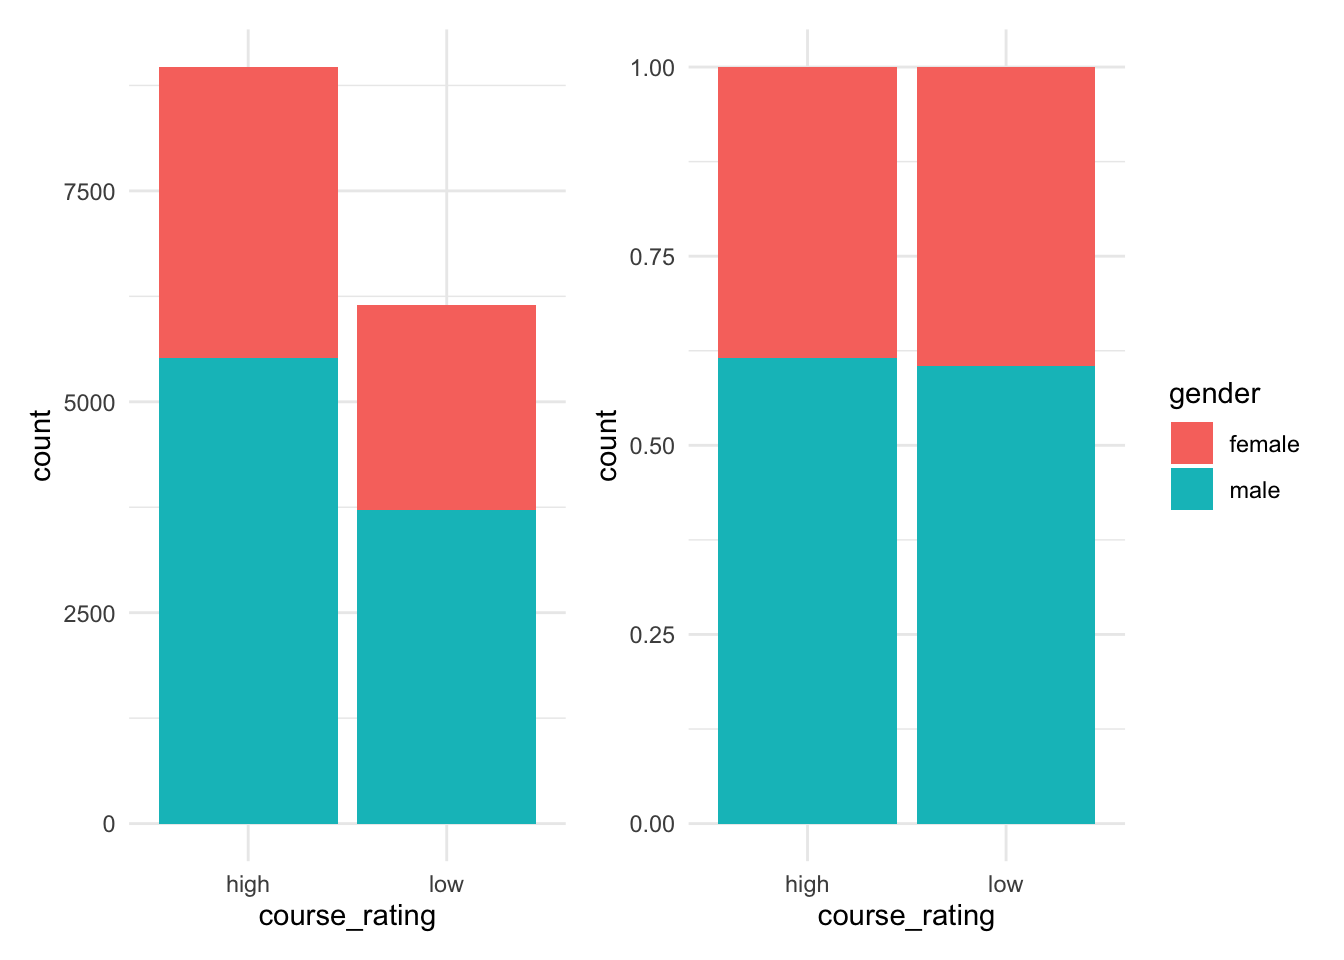 count
7500
5000
2500
0
high low
course_rating
count
1.00
0.75
0.50
0.25
0.00
high low
course_rating
gender
female
male